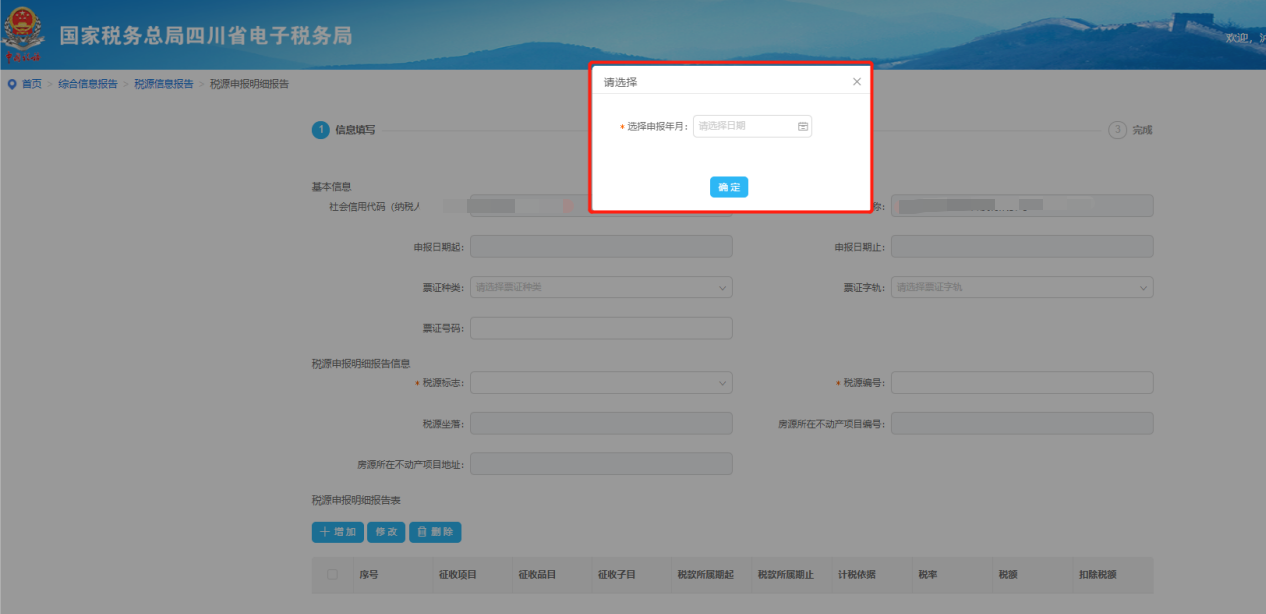 国家税务总局四川省电子税务局
欢迎,
首页 > 综合信息报告 > 税源信息报告 > 税源申报明细报告
请选择
* 选择申报年月: 请选择日期
确定
1 信息填写
3 完成
基本信息
社会信用代码(纳税人
称:
申报日期起:
申报日期止:
票证种类: 请选择票证种类
票证字轨: 请选择票证字轨
票证号码:
税源申报明细报告信息
* 税源标志:
* 税源编号:
税源坐落:
房源所在不动产项目编号:
房源所在不动产项目地址:
税源申报明细报告表
增加 修改 删除
序号 征收项目 征收品目 征收子目 税款所属期起 税款所属期止 计税依据 税率 税额 扣除税额